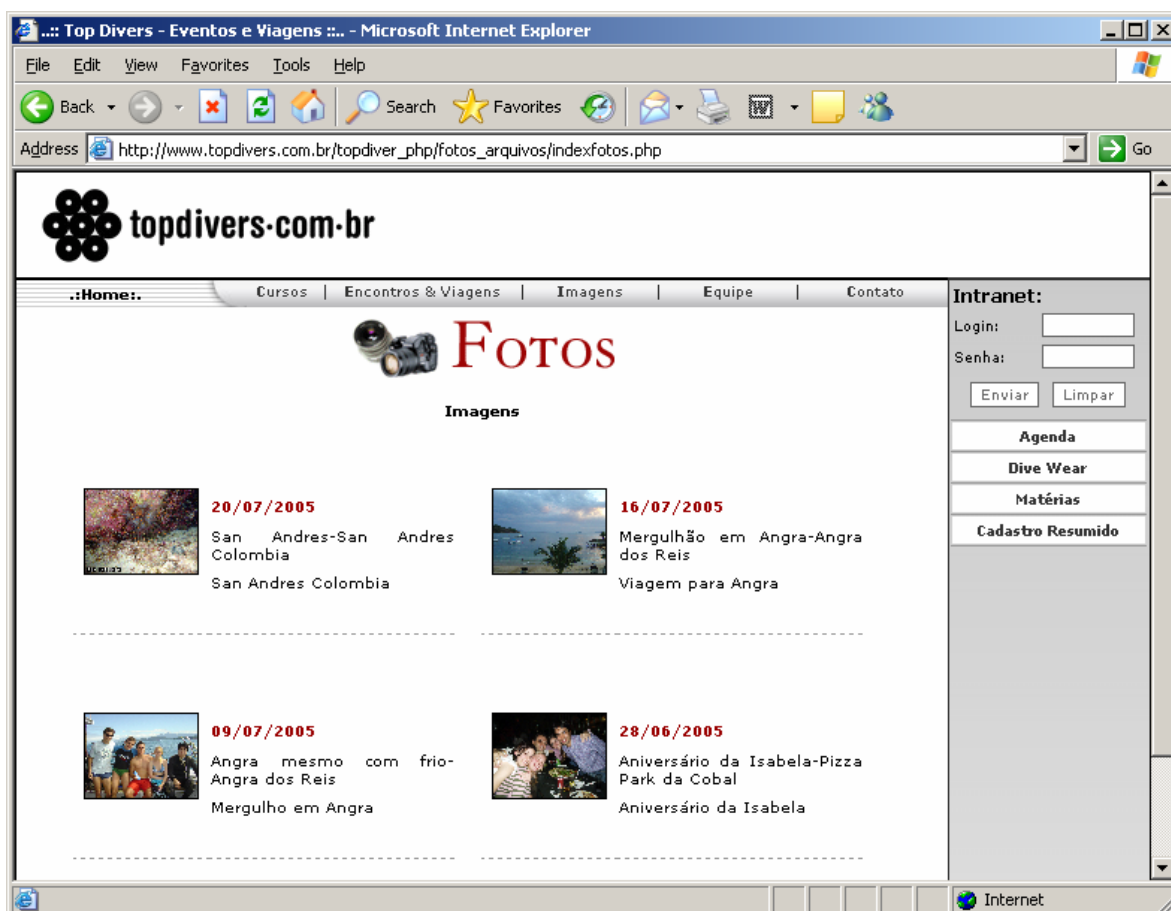 ..:: Top Divers - Eventos e Viagens ::.. - Microsoft Internet Explorer
File Edit View Favorites Tools Help
Back Search Favorites
Address http://www.topdivers.com.br/topdiver_php/fotos_arquivos/indexfotos.php Go
topdivers·com·br
.:Home:. Cursos | Encontros & Viagens | Imagens | Equipe | Contato
Intranet:
Login:
Senha:
Enviar Limpar
Agenda
Dive Wear
Matérias
Cadastro Resumido
FOTOS
Imagens
20/07/2005
San Andres-San Andres
Colombia
San Andres Colombia
16/07/2005
Mergulhão em Angra-Angra
dos Reis
Viagem para Angra
09/07/2005
Angra mesmo com frio-
Angra dos Reis
Mergulho em Angra
28/06/2005
Aniversário da Isabela-Pizza
Park da Cobal
Aniversário da Isabela
Internet